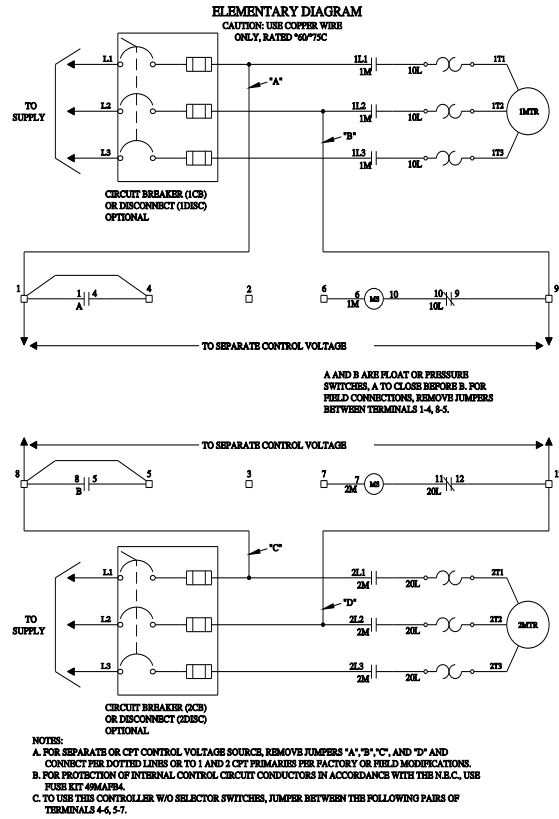 ELEMENTARY DIAGRAM
CAUTION: USE COPPER WIRE
ONLY, RATED °60/°75C
L1
1L1
1M
10L
1T1
"A"
TO
SUPPLY
L2
1L2
1M
10L
1T2
1MTR
"B"
L3
1L3
1M
10L
1T3
CIRCUIT BREAKER (1CB)
OR DISCONNECT (1DISC)
OPTIONAL
1
1
4
A
4
2
6
6
1M
MS
10
10
9
10L
9
TO SEPARATE CONTROL VOLTAGE
A AND B ARE FLOAT OR PRESSURE
SWITCHES, A TO CLOSE BEFORE B. FOR
FIELD CONNECTIONS, REMOVE JUMPERS
BETWEEN TERMINALS 1-4, 8-5.
TO SEPARATE CONTROL VOLTAGE
8
8
5
B
5
3
7
7
2M
MS
11
12
20L
"C"
L1
2L1
2M
20L
2T1
"D"
TO
SUPPLY
L2
2L2
2M
20L
2T2
2MTR
L3
2L3
2M
20L
2T3
CIRCUIT BREAKER (2CB)
OR DISCONNECT (2DISC)
OPTIONAL
NOTES:
A. FOR SEPARATE OR CPT CONTROL VOLTAGE SOURCE, REMOVE JUMPERS "A","B","C", AND "D" AND
CONNECT PER DOTTED LINES OR TO 1 AND 2 CPT PRIMARIES PER FACTORY OR FIELD MODIFICATIONS.
B. FOR PROTECTION OF INTERNAL CONTROL CIRCUIT CONDUCTORS IN ACCORDANCE WITH THE N.E.C., USE
FUSE KIT 49MAFB4.
C. TO USE THIS CONTROLLER W/O SELECTOR SWITCHES, JUMPER BETWEEN THE FOLLOWING PAIRS OF
TERMINALS 4-6, 5-7.